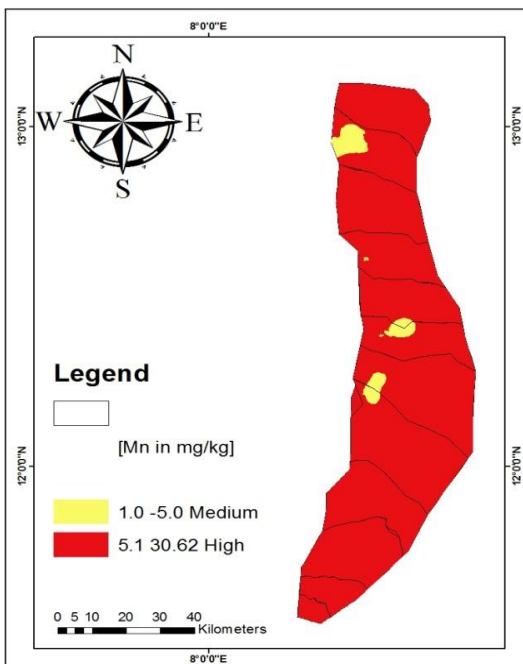 8°0'0"E
N
W E
S
13°0'0"N
13°0'0"N
Legend
[Mn in mg/kg]
12°0'0"N
12°0'0"N
1.0 -5.0 Medium
5.1 30.62 High
0 5 10 20 30 40
Kilometers
8°0'0"E